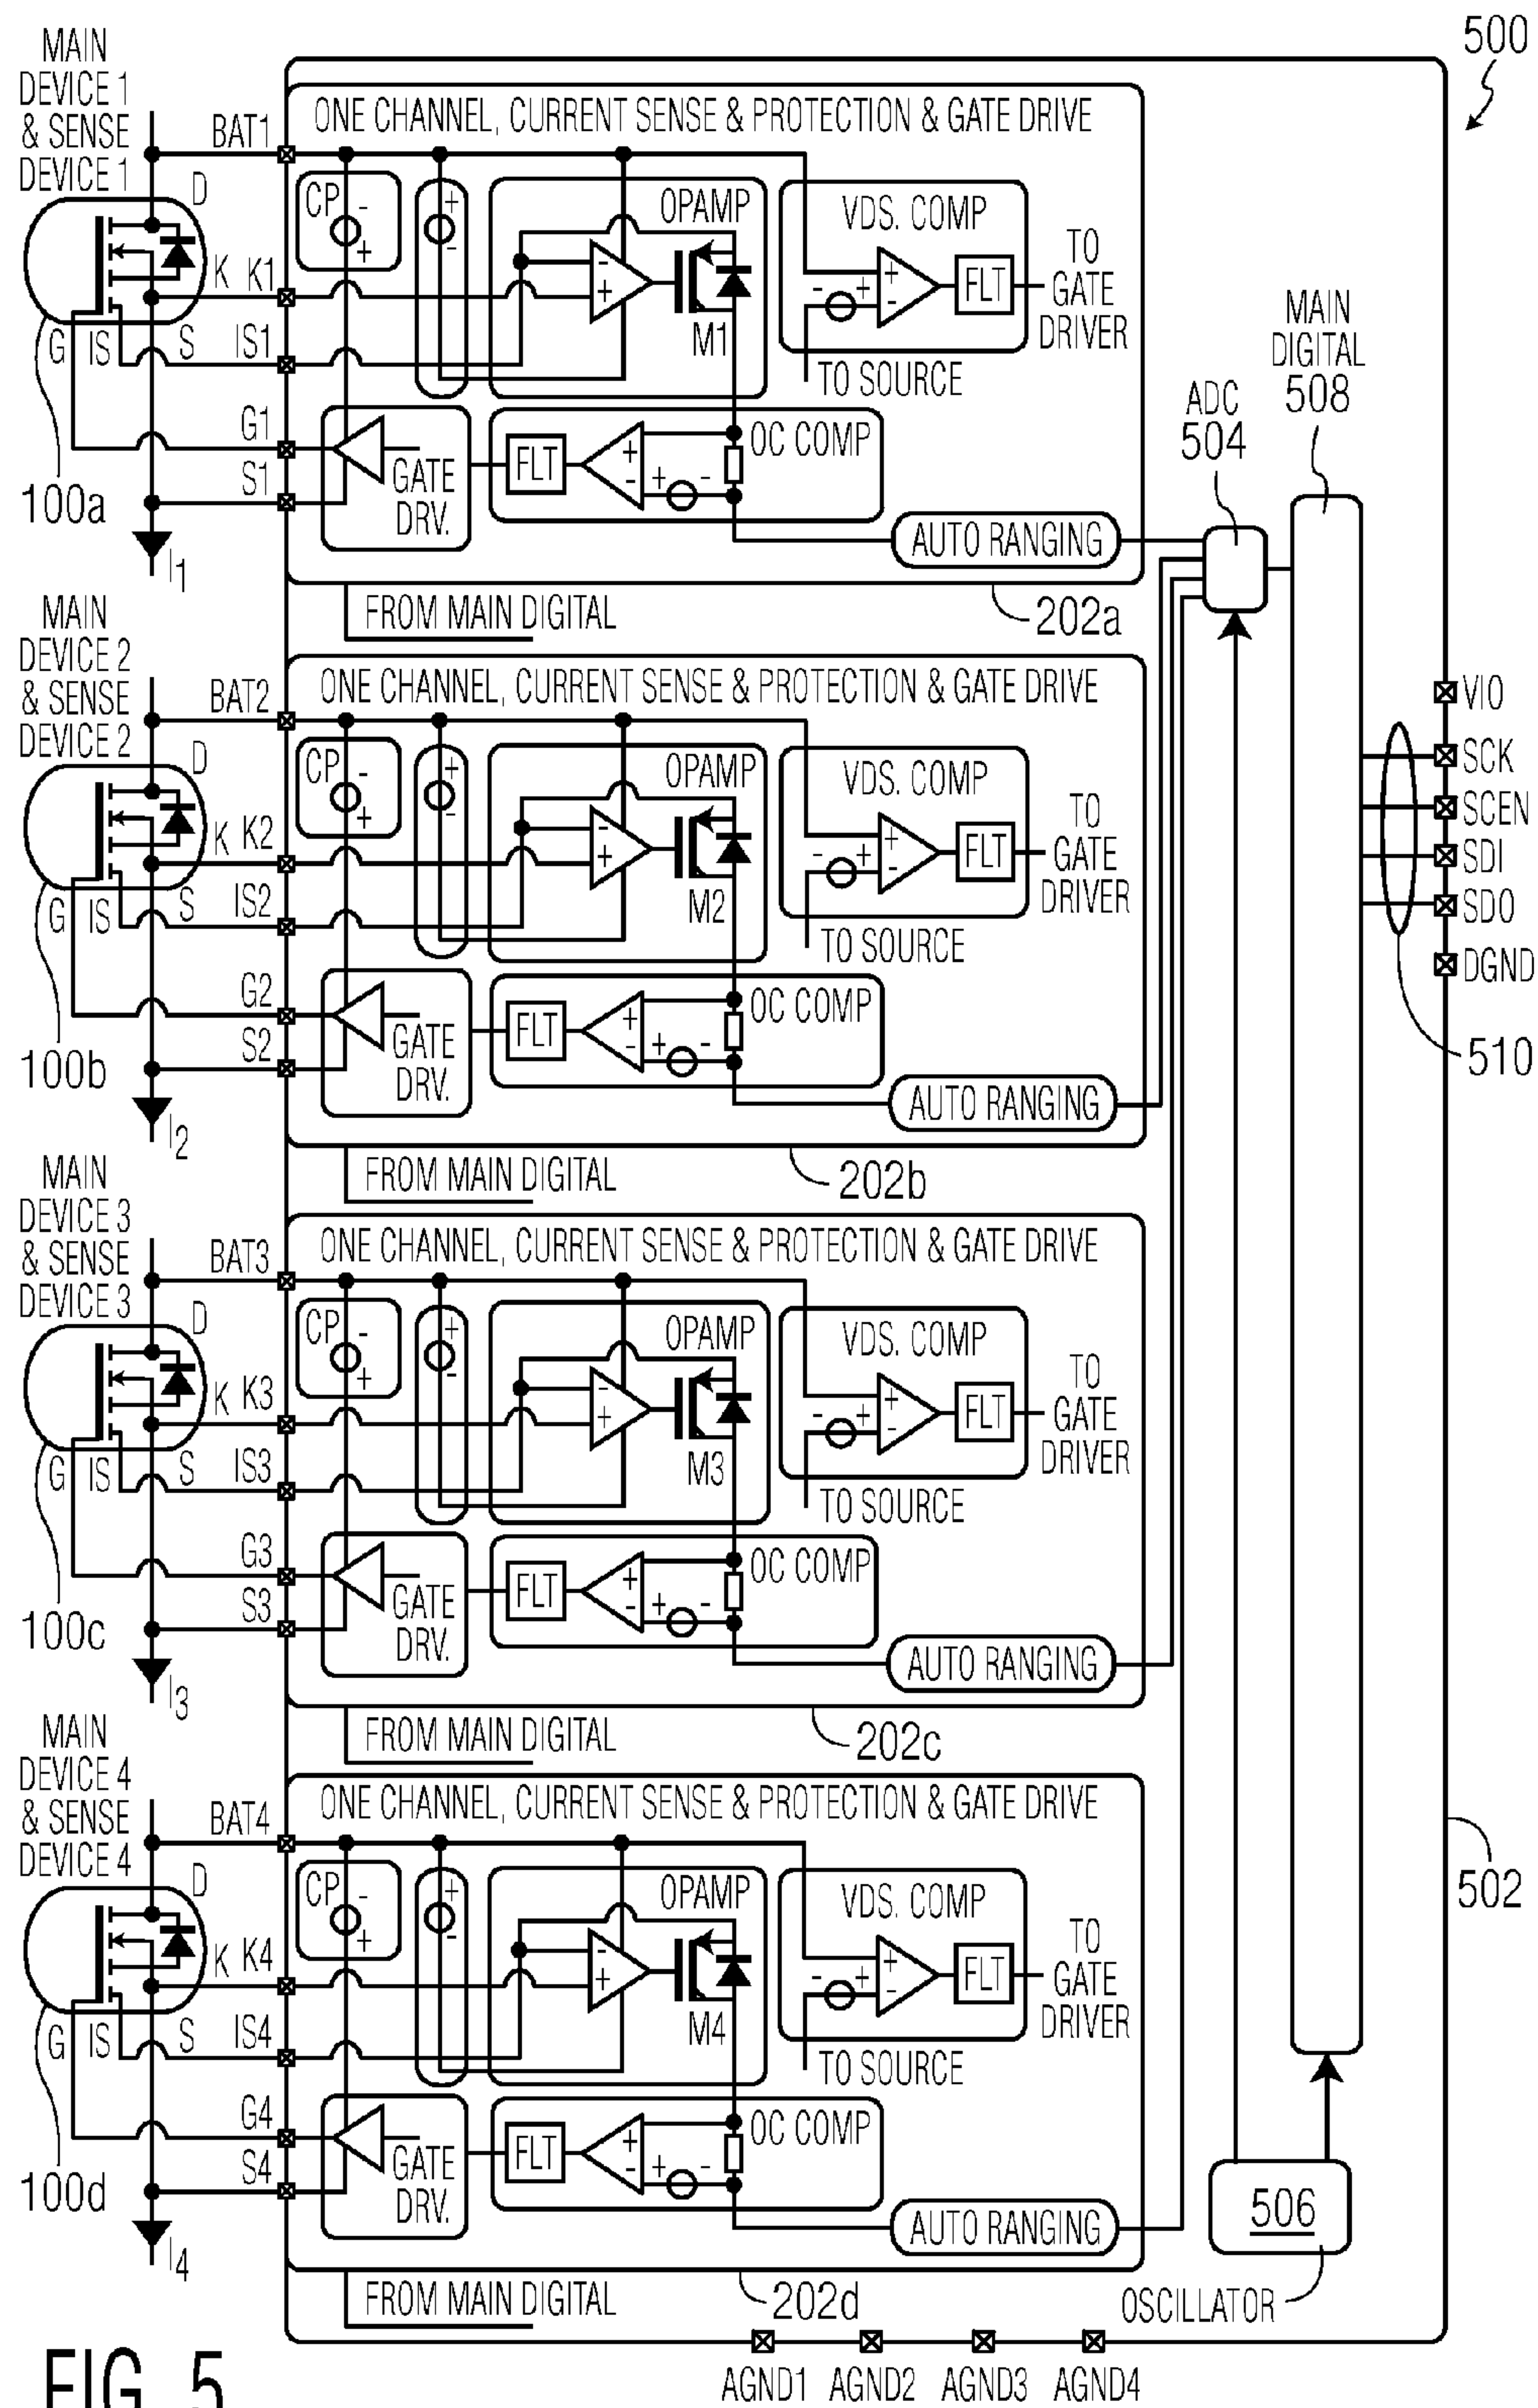 500
MAIN
DEVICE 1
& SENSE
DEVICE 1
BAT1
ONE CHANNEL, CURRENT SENSE & PROTECTION & GATE DRIVE
D
CP
-
+
+
-
OPAMP
-
+
M1
VDS. COMP
+
-
- +
FLT
TO
GATE
DRIVER
TO SOURCE
K
K1
G
IS
S
IS1
G1
S1
100a
I1
GATE
DRV.
FLT
+
-
+ -
OC COMP
AUTO RANGING
FROM MAIN DIGITAL
202a
ADC
504
MAIN
DIGITAL
508
MAIN
DEVICE 2
& SENSE
DEVICE 2
BAT2
ONE CHANNEL, CURRENT SENSE & PROTECTION & GATE DRIVE
D
CP
-
+
+
-
OPAMP
-
+
M2
VDS. COMP
+
-
- +
FLT
TO
GATE
DRIVER
TO SOURCE
K
K2
G
IS
S
IS2
G2
S2
100b
I2
GATE
DRV.
FLT
+
-
+ -
OC COMP
AUTO RANGING
FROM MAIN DIGITAL
202b
VIO
SCK
SCEN
SDI
SDO
DGND
510
MAIN
DEVICE 3
& SENSE
DEVICE 3
BAT3
ONE CHANNEL, CURRENT SENSE & PROTECTION & GATE DRIVE
D
CP
-
+
+
-
OPAMP
-
+
M3
VDS. COMP
+
-
- +
FLT
TO
GATE
DRIVER
TO SOURCE
K
K3
G
IS
S
IS3
G3
S3
100c
I3
GATE
DRV.
FLT
+
-
+ -
OC COMP
AUTO RANGING
FROM MAIN DIGITAL
202c
MAIN
DEVICE 4
& SENSE
DEVICE 4
BAT4
ONE CHANNEL, CURRENT SENSE & PROTECTION & GATE DRIVE
D
CP
-
+
+
-
OPAMP
-
+
M4
VDS. COMP
+
-
- +
FLT
TO
GATE
DRIVER
TO SOURCE
K
K4
G
IS
S
IS4
G4
S4
100d
I4
GATE
DRV.
FLT
+
-
+ -
OC COMP
AUTO RANGING
FROM MAIN DIGITAL
202d
502
506
OSCILLATOR
AGND1 AGND2 AGND3 AGND4
FIG. 5